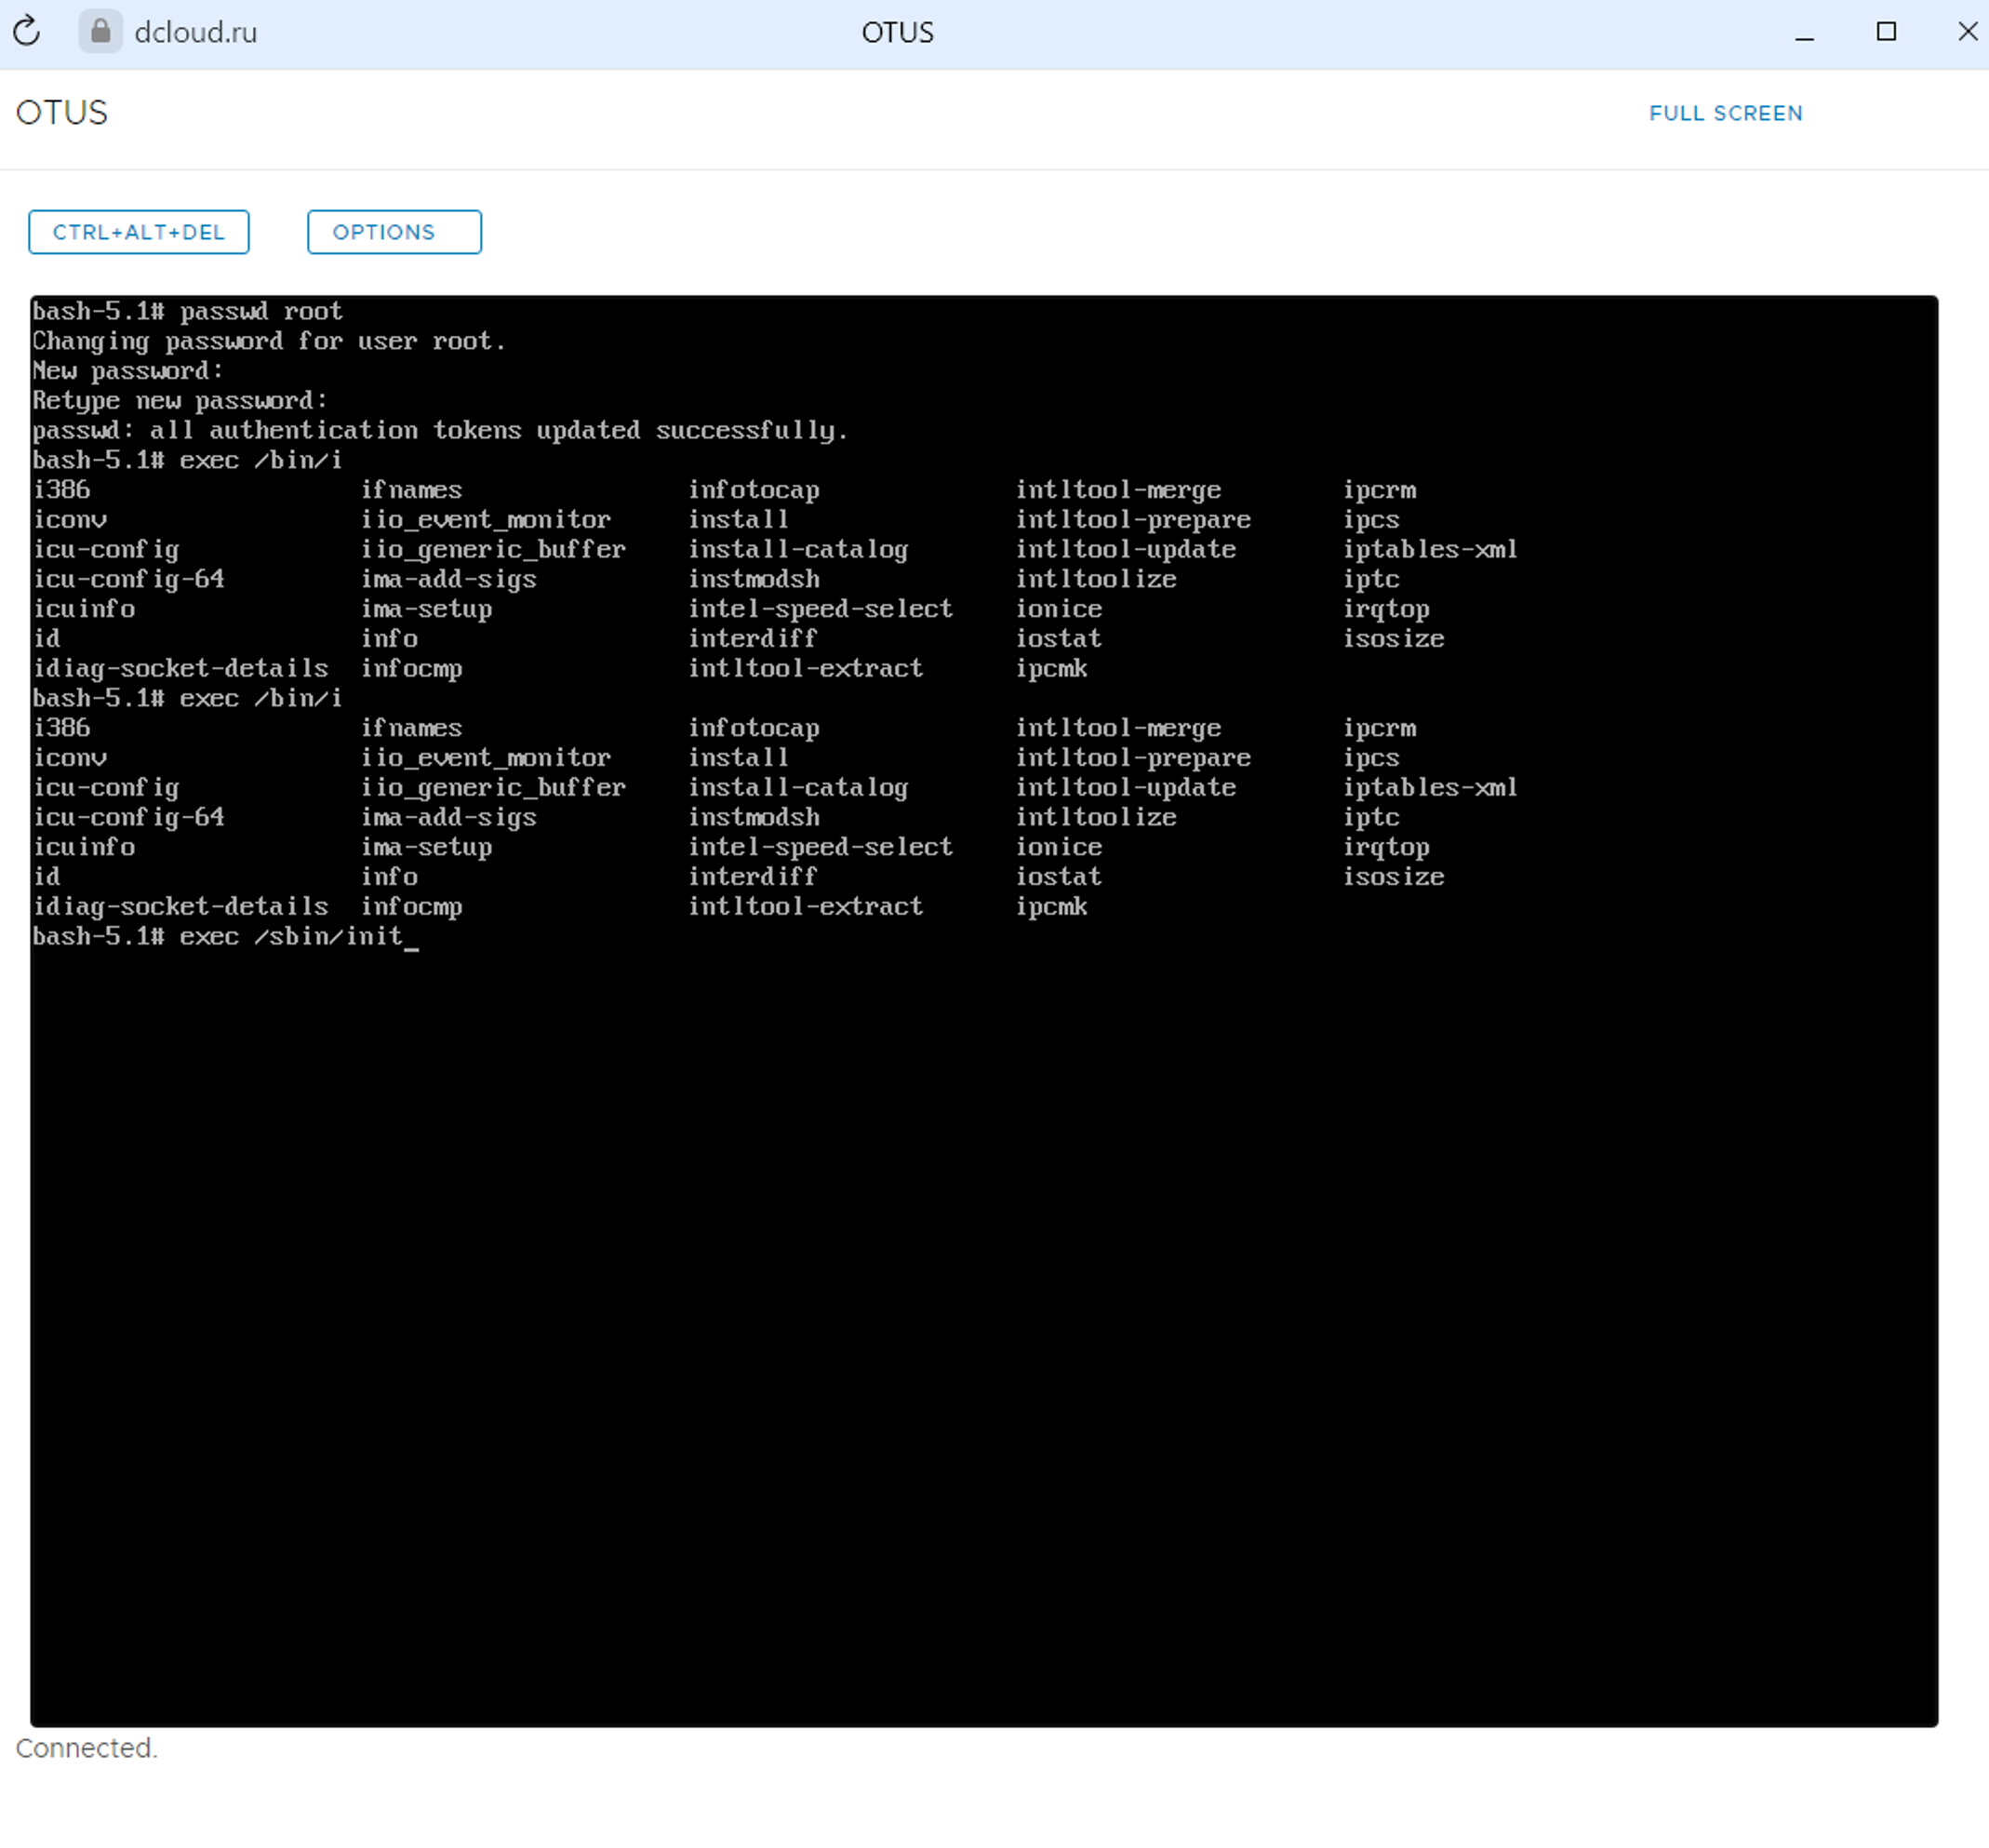 dcloud.ru OTUS
OTUS FULL SCREEN
CTRL+ALT+DEL OPTIONS
bash-5.1# passwd root
Changing password for user root.
New password:
Retype new password:
passwd: all authentication tokens updated successfully.
bash-5.1# exec /bin/i
i386 ifnames infotocap intltool-merge ipcrm
iconv iio_event_monitor install intltool-prepare ipcs
icu-config iio_generic_buffer install-catalog intltool-update iptables-xml
icu-config-64 ima-add-sigs instmodsh intltoolize iptc
icuinfo ima-setup intel-speed-select ionice irqtop
id info interdiff iostat isosize
idiag-socket-details infocmp intltool-extract ipcmk
bash-5.1# exec /bin/i
i386 ifnames infotocap intltool-merge ipcrm
iconv iio_event_monitor install intltool-prepare ipcs
icu-config iio_generic_buffer install-catalog intltool-update iptables-xml
icu-config-64 ima-add-sigs instmodsh intltoolize iptc
icuinfo ima-setup intel-speed-select ionice irqtop
id info interdiff iostat isosize
idiag-socket-details infocmp intltool-extract ipcmk
bash-5.1# exec /sbin/init_
Connected.